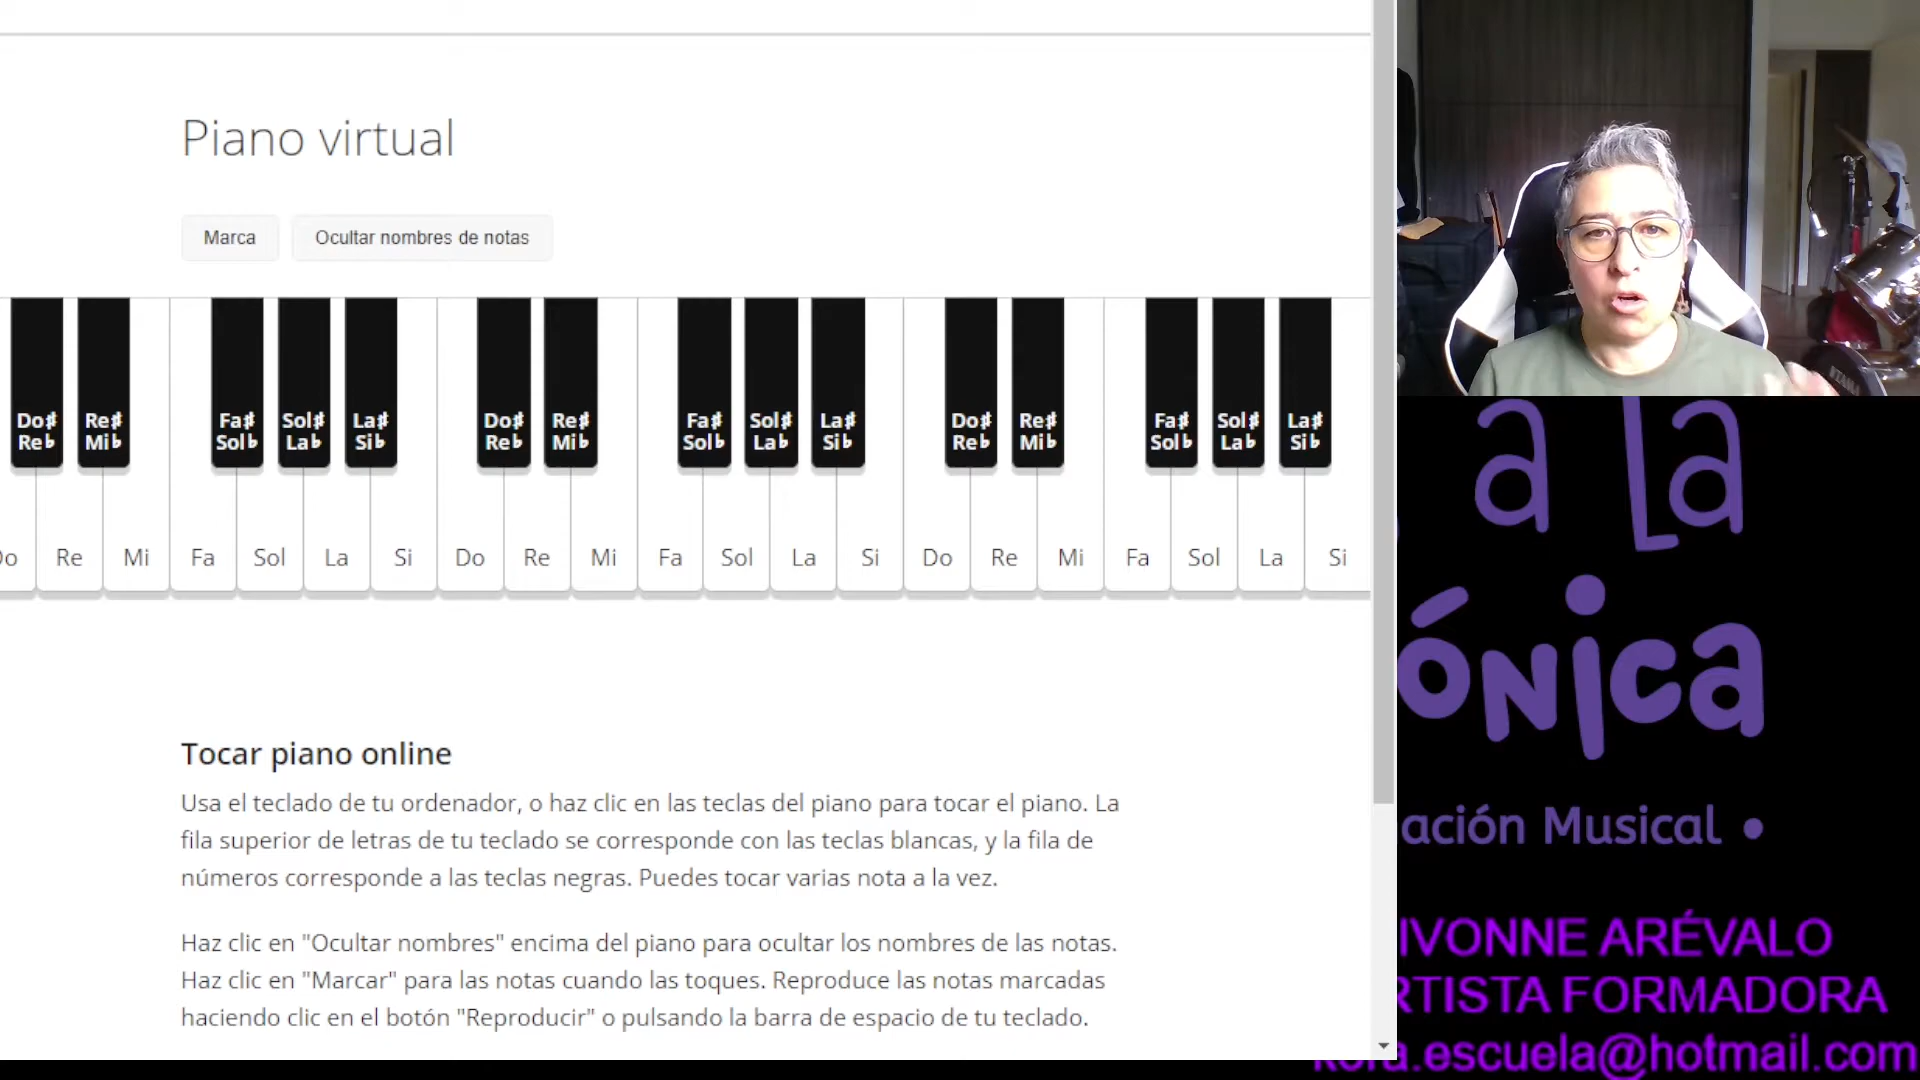 Piano virtual
Marca
Ocultar nombres de notas
Do♯ Re♯ Fa♯ Sol♯ La♯ Do♯ Re♯ Fa♯ Sol♯ La♯ Do♯ Re♯ Fa♯ Sol♯ La♯
Re♭ Mi♭ Sol♭ La♭ Si♭ Re♭ Mi♭ Sol♭ La♭ Si♭ Re♭ Mi♭ Sol♭ La♭ Si♭
Do Re Mi Fa Sol La Si Do Re Mi Fa Sol La Si Do Re Mi Fa Sol La Si
Tocar piano online
Usa el teclado de tu ordenador, o haz clic en las teclas del piano para tocar el piano. La
fila superior de letras de tu teclado se corresponde con las teclas blancas, y la fila de
números corresponde a las teclas negras. Puedes tocar varias nota a la vez.
Haz clic en "Ocultar nombres" encima del piano para ocultar los nombres de las notas.
Haz clic en "Marcar" para las notas cuando las toques. Reproduce las notas marcadas
haciendo clic en el botón "Reproducir" o pulsando la barra de espacio de tu teclado.
TAMA
a la
ónica
ación Musical •
IVONNE ARÉVALO
RTISTA FORMADORA
kora.escuela@hotmail.com